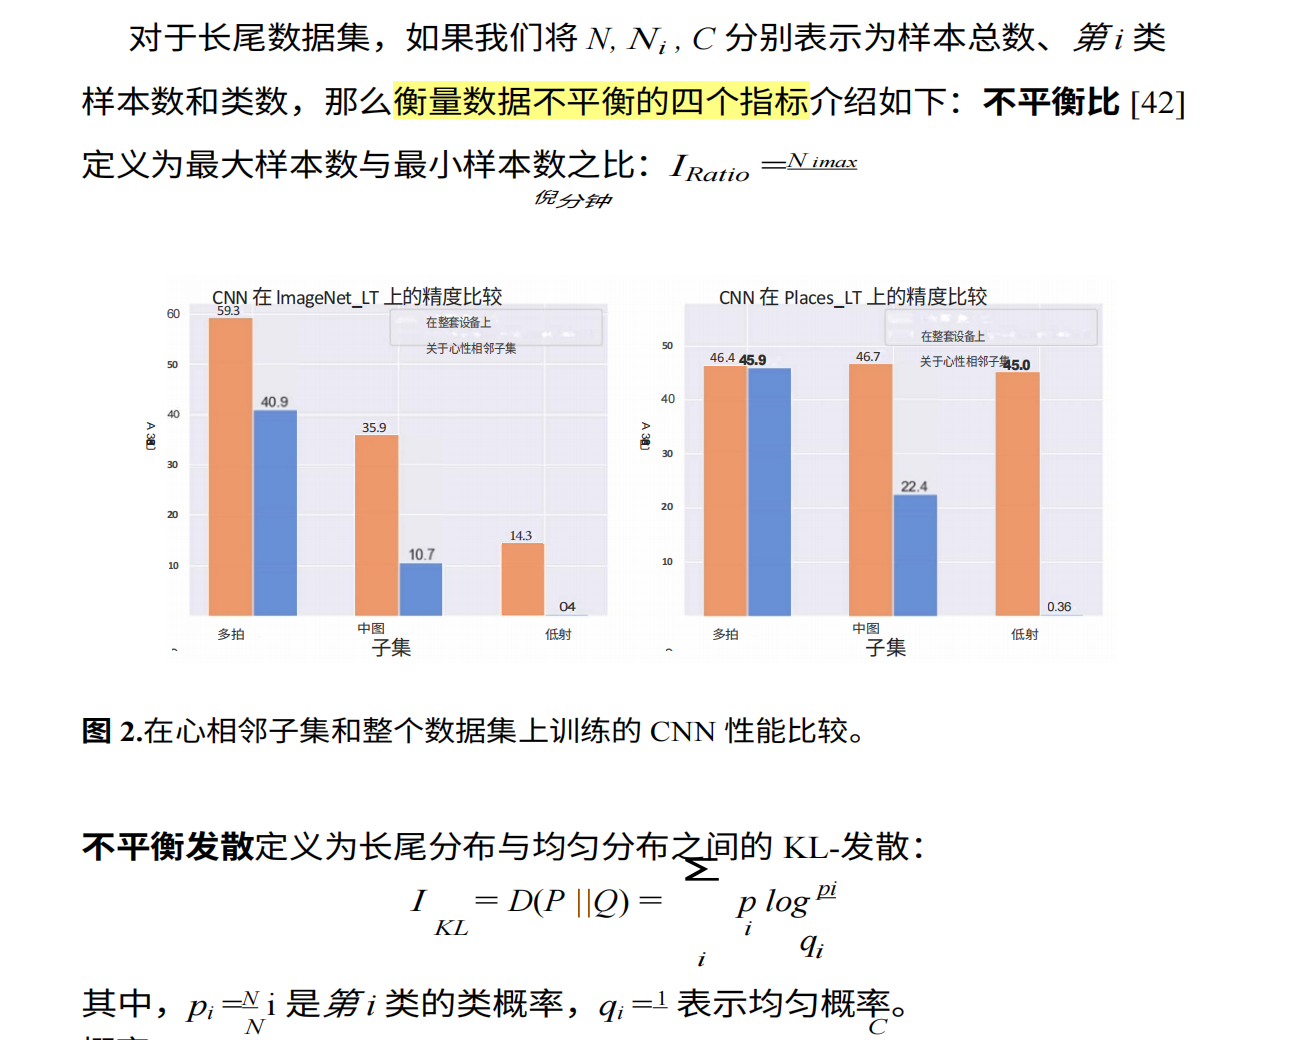 对于长尾数据集，如果我们将 N, Ni , C 分别表示为样本总数、第 i 类
样本数和类数，那么衡量数据不平衡的四个指标介绍如下：不平衡比 [42]
定义为最大样本数与最小样本数之比：I Ratio =N imax
倪分钟
CNN 在 lmageNet_LT 上的精度比较
59.3
60
在整套设备上
关于心性相邻子集
50
40.9
40
35.9
30
20
14.3
10.7
10
04
多拍
中图
低射
子集
CNN 在 Places_LT 上的精度比较
在整套设备上
关于心性相邻子集
50
46.4
45.9
46.7
45.0
40
30
22.4
20
10
0.36
多拍
中图
低射
子集
图 2.在心相邻子集和整个数据集上训练的 CNN 性能比较。
不平衡发散定义为长尾分布与均匀分布之间的 KL-发散：
I KL = D(P ||Q) = ∑ i p i log pi qi
其中，pi =N N i 是第 i 类的类概率，qi =1 C 表示均匀概率。